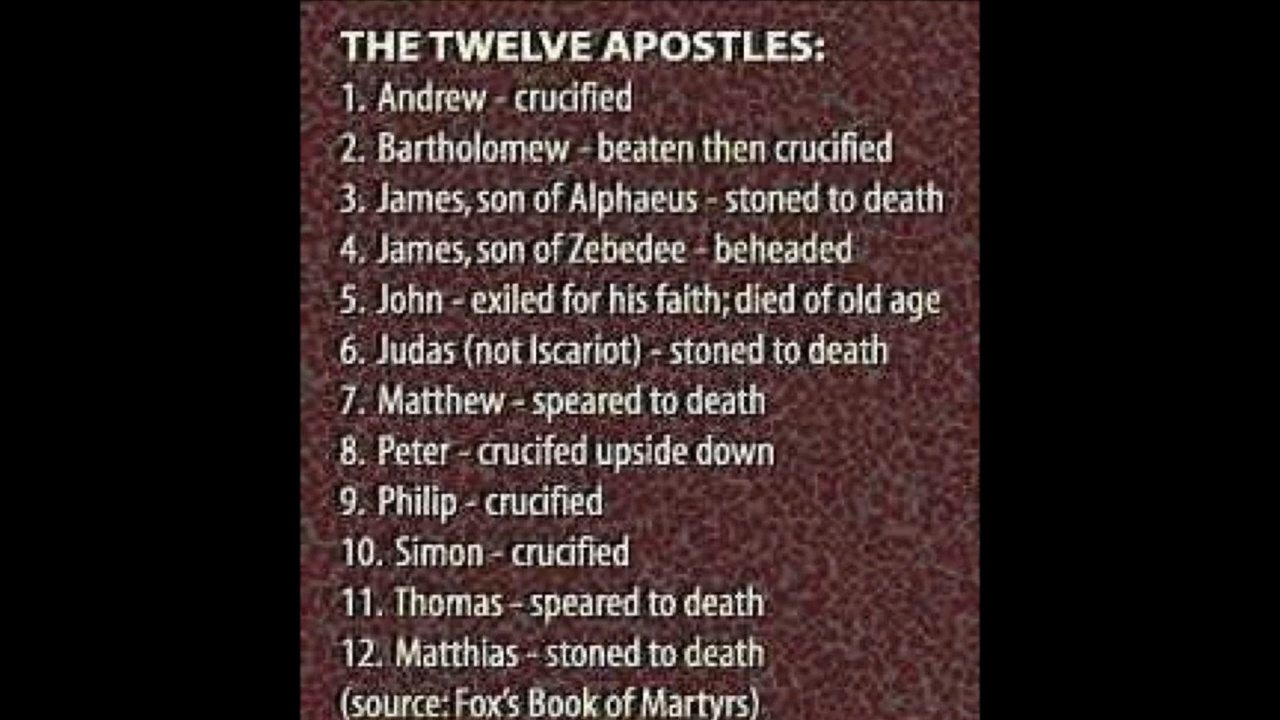 THE TWELVE APOSTLES:
1. Andrew - crucified
2. Bartholomew - beaten then crucified
3. James, son of Alphaeus - stoned to death
4. James, son of Zebedee - beheaded
5. John - exiled for his faith; died of old age
6. Judas (not Iscariot) - stoned to death
7. Matthew - speared to death
8. Peter - crucifed upside down
9. Philip - crucified
10. Simon - crucified
11. Thomas - speared to death
12. Matthias - stoned to death
(source: Fox's Book of Martyrs)